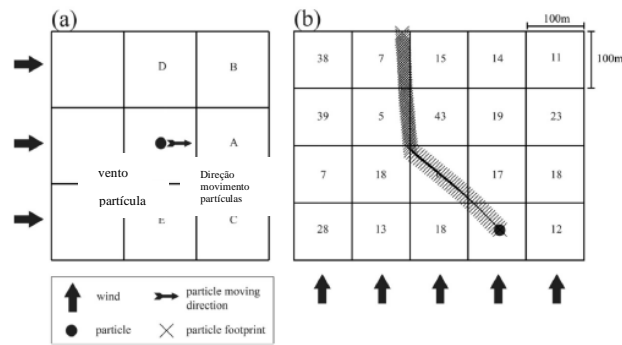 (a)
(b)
100m
100m
D
B
A
C
E
vento
partícula
Direção
movimento
partículas
38 7 15 14 11
39 5 43 19 23
7 18 17 18
28 13 18 12
wind
particle moving
direction
particle
particle footprint